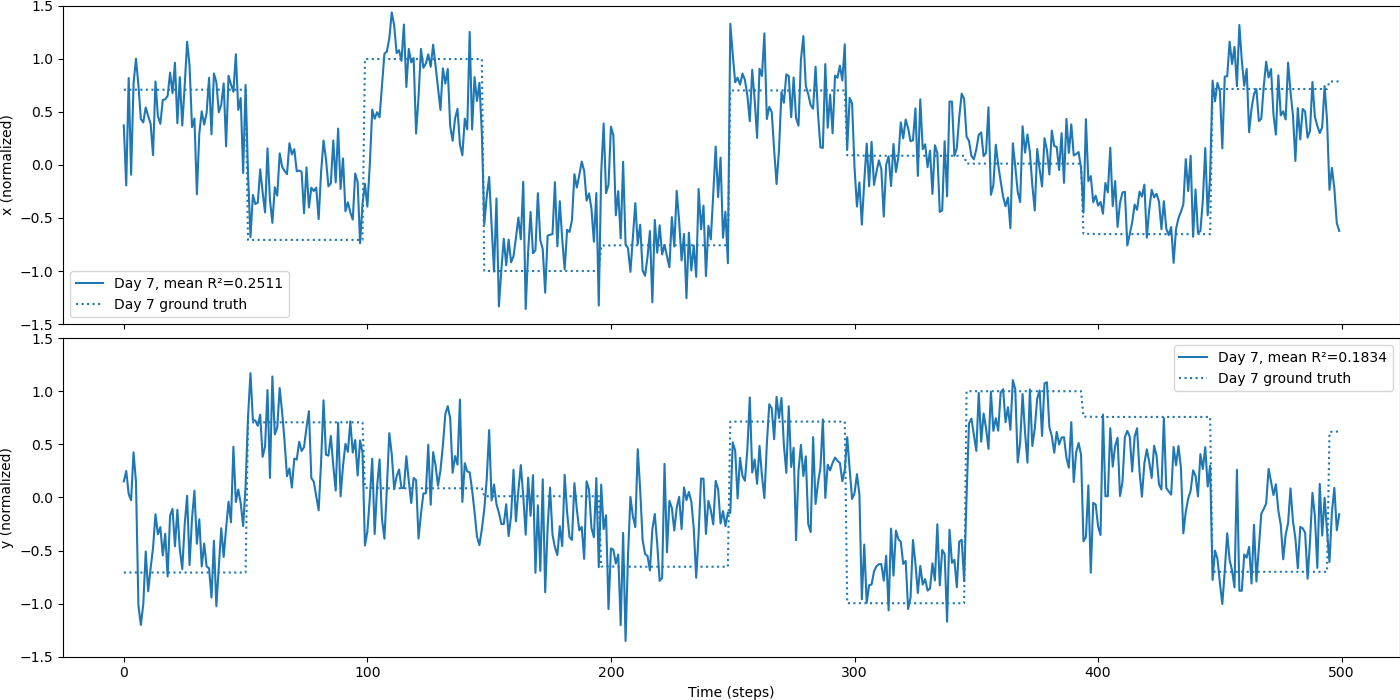 1.5
1.0
0.5
0.0
−0.5
−1.0
−1.5
x (normalized)
Day 7, mean R²=0.2511
Day 7 ground truth
1.5
1.0
0.5
0.0
−0.5
−1.0
−1.5
y (normalized)
Day 7, mean R²=0.1834
Day 7 ground truth
0
100
200
300
400
500
Time (steps)